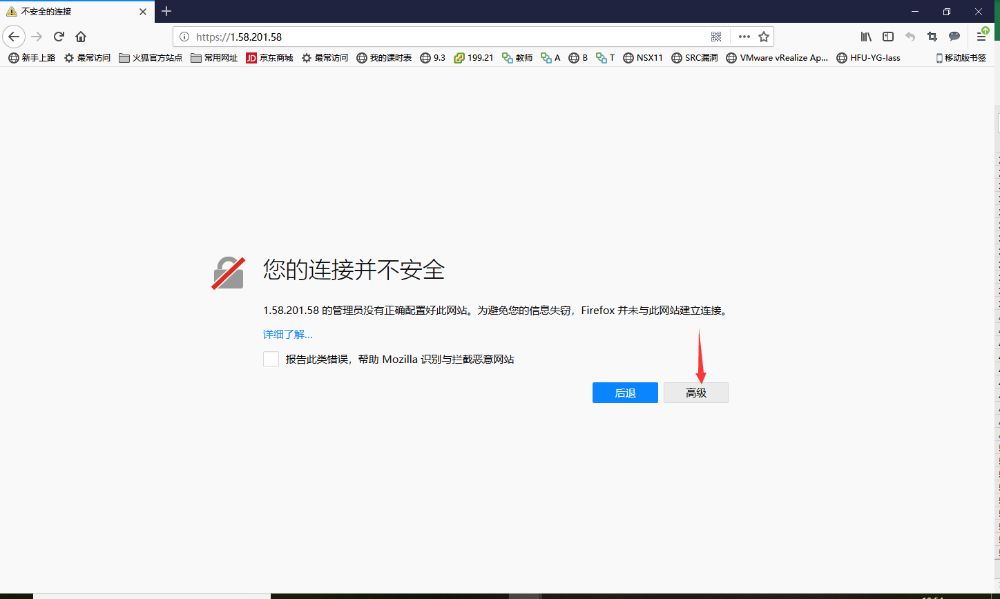 不安全的连接
https://1.58.201.58
新手上路 最常访问 火狐官方站点 常用网址 JD 京东商城 最常访问 我的课时表 9.3 199.21 教师 A B T NSX11 SRC漏洞 VMware vRealize Ap... HFU-YG-Iass 移动版书签
您的连接并不安全
1.58.201.58 的管理员没有正确配置好此网站。为避免您的信息失窃，Firefox 并未与此网站建立连接。
详细了解...
报告此类错误，帮助 Mozilla 识别与拦截恶意网站
后退 高级